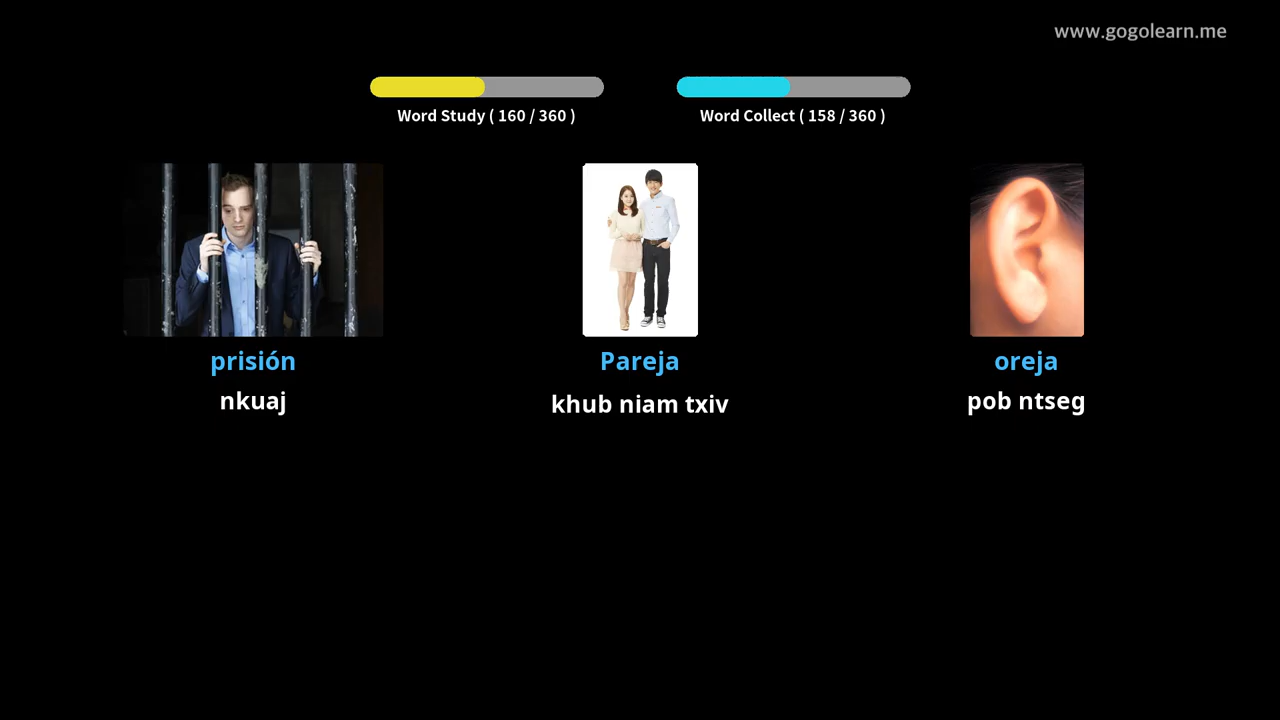 www.gogolearn.me
Word Study ( 160 / 360 )
Word Collect ( 158 / 360 )
prisión
nkuaj
Pareja
khub niam txiv
oreja
pob ntseg